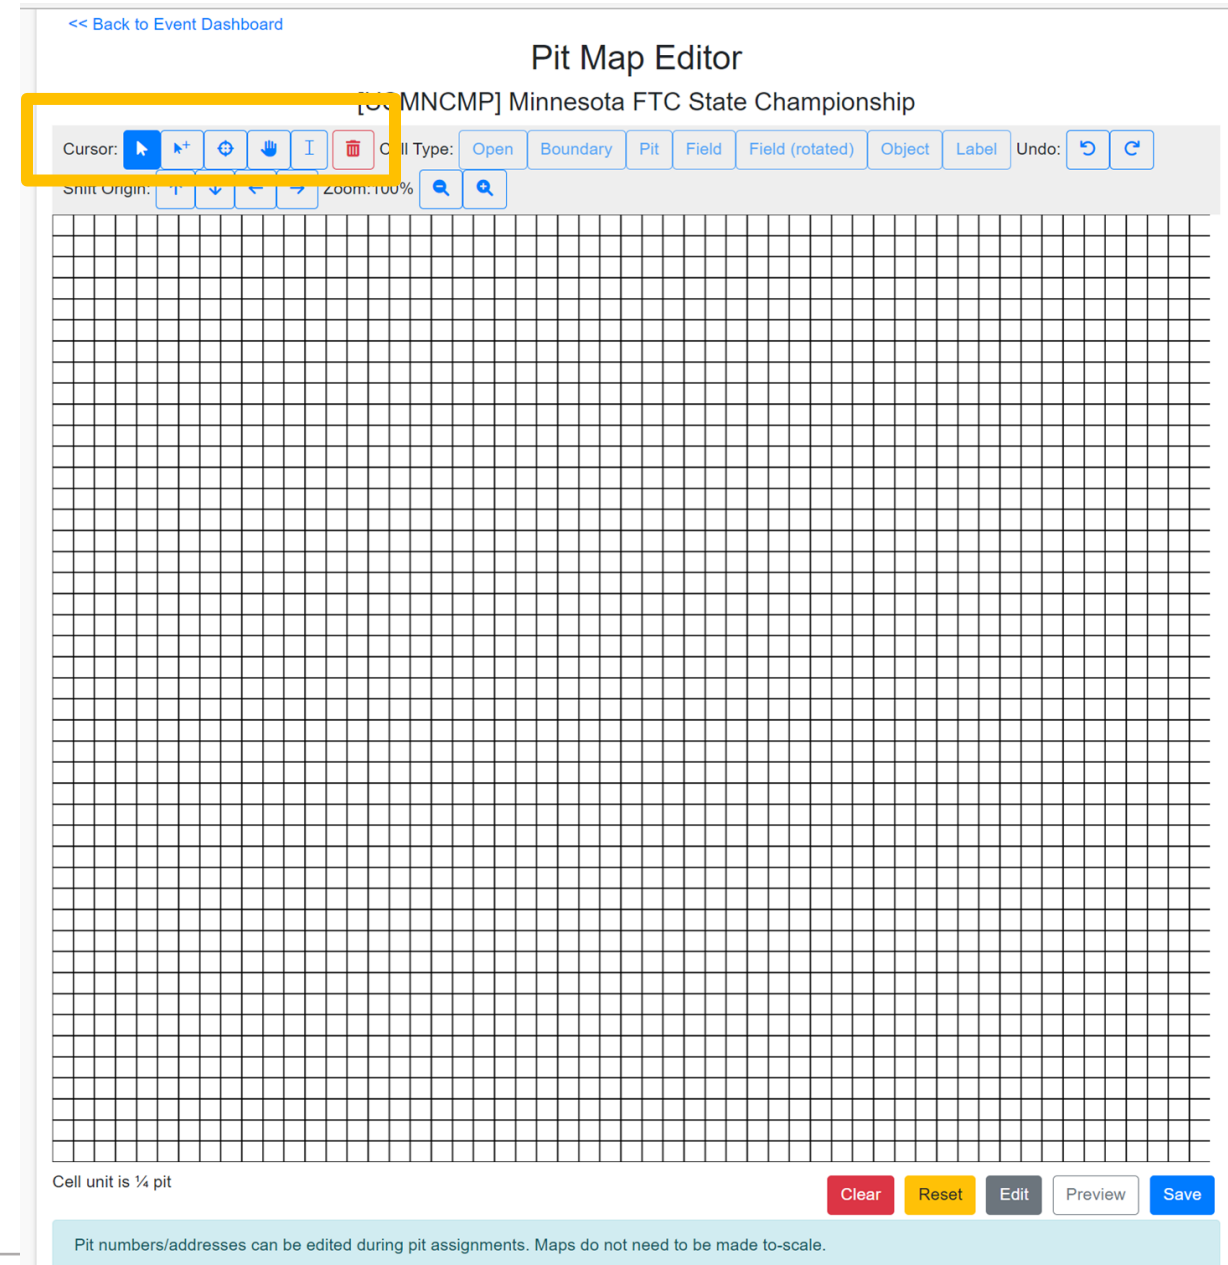 << Back to Event Dashboard
Pit Map Editor
MNCMP] Minnesota FTC State Championship
Cursor: Type: Open Boundary Pit Field Field (rotated) Object Label Undo:
Shift Origin: Zoom:100%
Cell unit is ¼ pit
Clear Reset Edit Preview Save
Pit numbers/addresses can be edited during pit assignments. Maps do not need to be made to-scale.